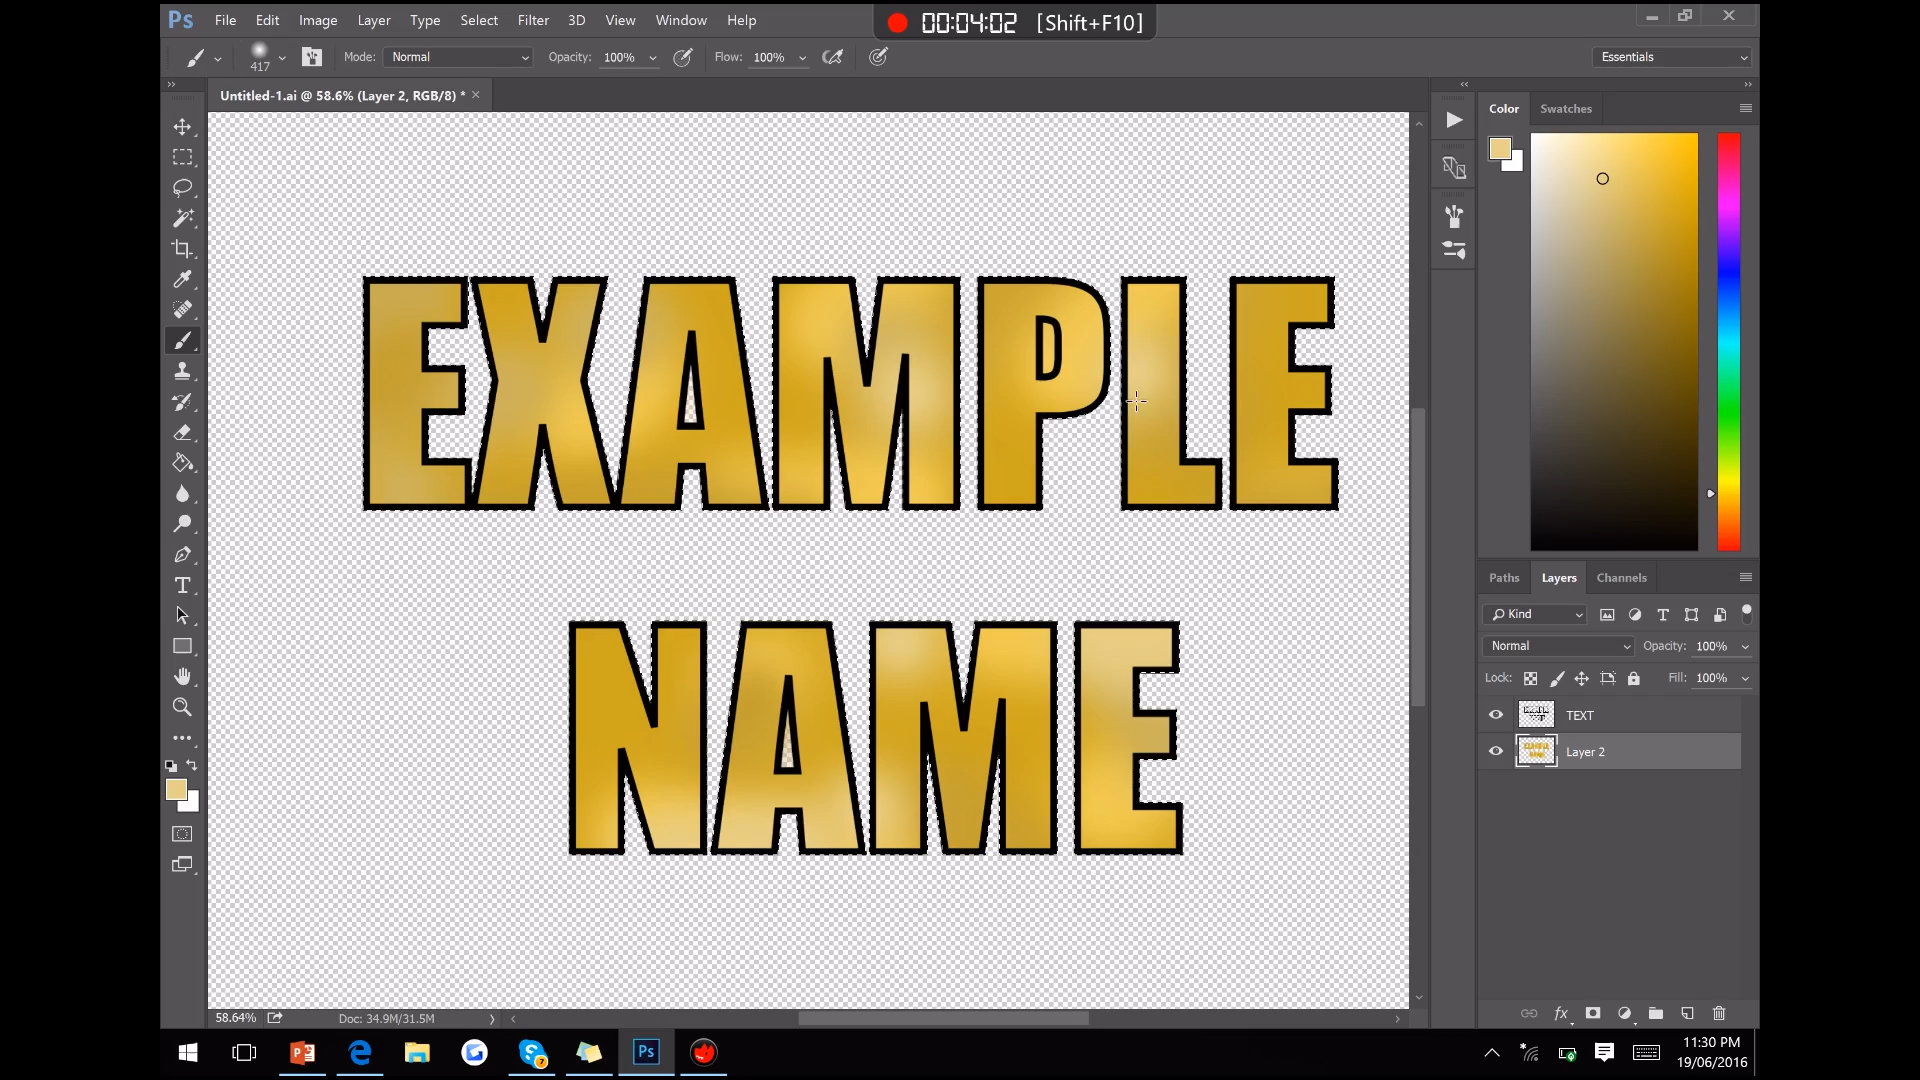 Ps File Edit Image Layer Type Select Filter 3D View Window Help
00:04:02 [Shift+F10]
417 Mode: Normal Opacity: 100% Flow: 100% Essentials
Untitled-1.ai @ 58.6% (Layer 2, RGB/8) *
Color Swatches
EXAMPLE
NAME
Paths Layers Channels
Kind
Normal Opacity: 100%
Lock: Fill: 100%
TEXT
Layer 2
fx
58.64% Doc: 34.9M/31.5M
7
Ps
11:30 PM
19/06/2016